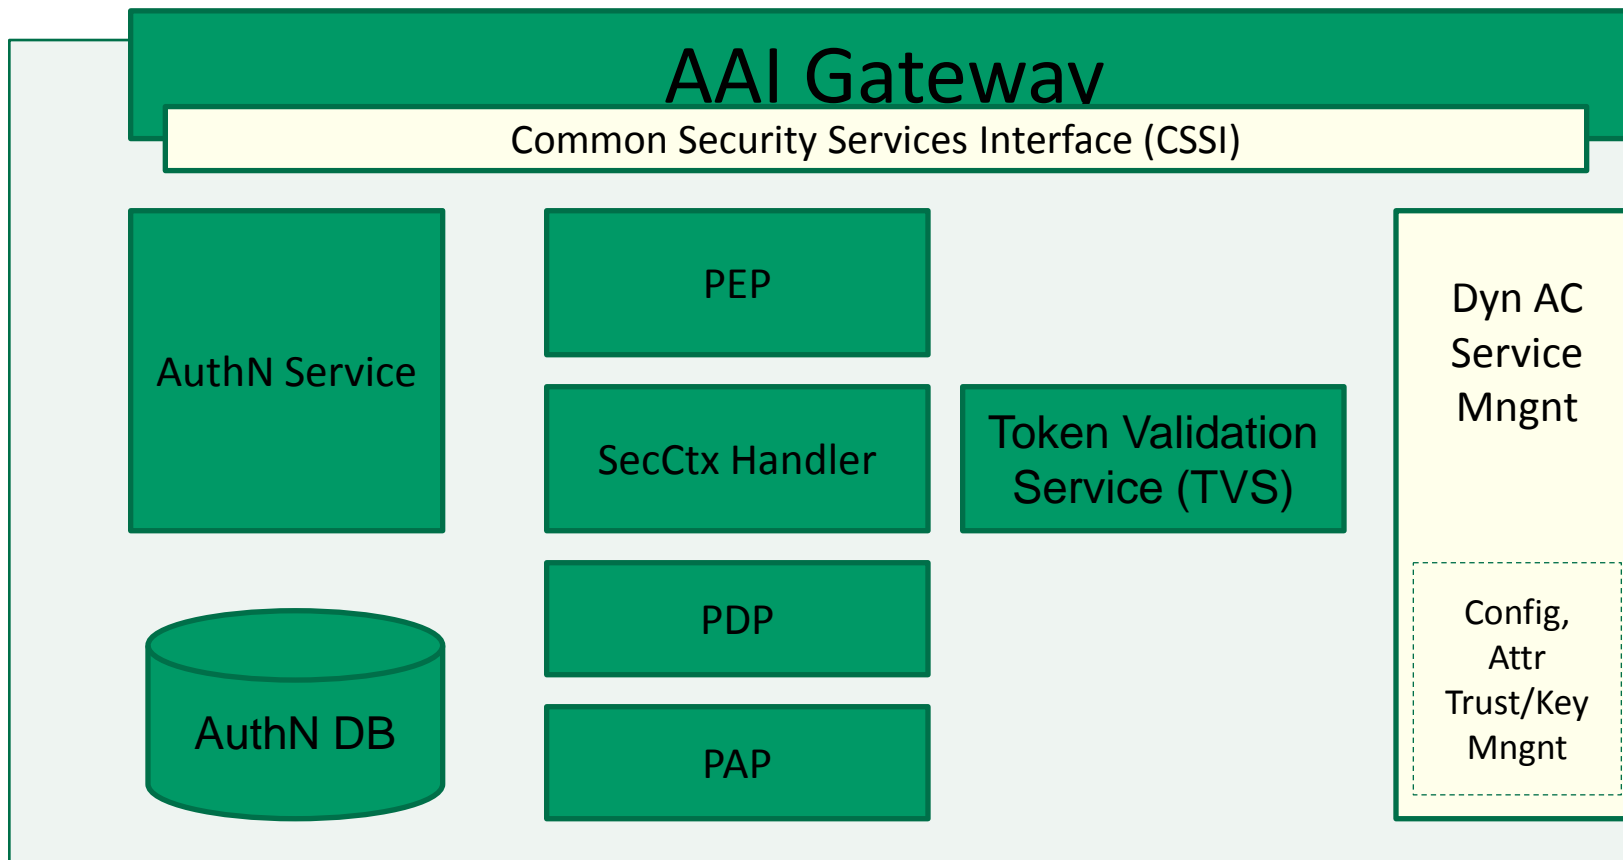 AAI Gateway
Common Security Services Interface (CSSI)
AuthN Service
AuthN DB
PEP
SecCtx Handler
PDP
PAP
Token Validation
Service (TVS)
Dyn AC
Service
Mngnt
Config,
Attr
Trust/Key
Mngnt